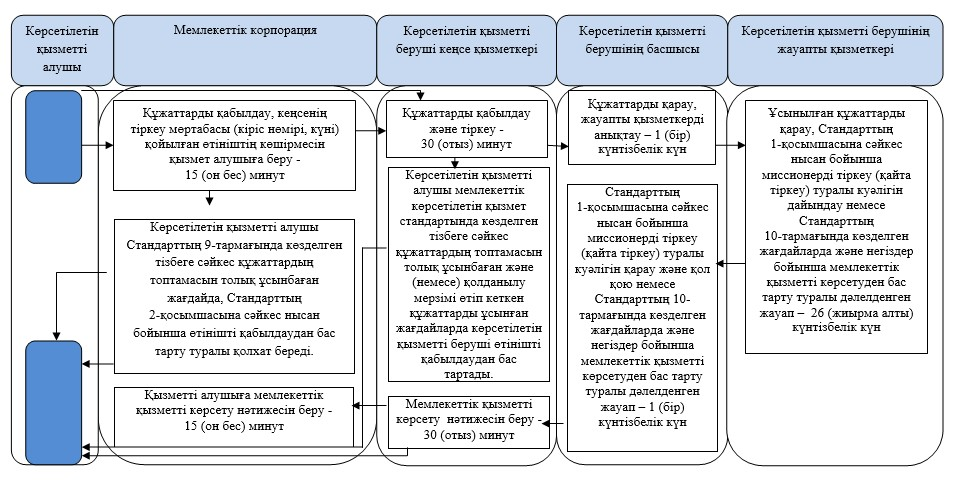 Көрсетілетін
қызметті
алушы
Мемлекеттік корпорация
Көрсетілетін қызметті
беруші кеңсе қызметкері
Көрсетілетін қызметті
берушінің басшысы
Көрсетілетін қызметті берушінің
жауапты қызметкері
Құжаттарды қабылдау, кеңсенің
тіркеу мөртабасы (кіріс нөмірі, күні)
қойылған өтініштің көшірмесін
қызмет алушыға беру -
15 (он бес) минут
Құжаттарды қабылдау
және тіркеу -
30 (отыз) минут
Құжаттарды қарау,
жауапты қызметкерді
анықтау – 1 (бір)
күнтізбелік күн
Ұсынылған құжаттарды
қарау, Стандарттың
1-қосымшасына сәйкес
нысан бойынша
миссионерді тіркеу (қайта
тіркеу) туралы куәлігін
дайындау немесе
Стандарттың
10-тармағында көзделген
жағдайларда және негіздер
бойынша мемлекеттік
қызметті көрсетуден бас
тарту туралы дәлелденген
жауап – 26 (жиырма алты)
күнтізбелік күн
Көрсетілетін қызметті алушы
Стандарттың 9-тармағында көзделген
тізбеге сәйкес құжаттардың
топтамасын толық ұсынбаған
жағдайда, Стандарттың
2-қосымшасына сәйкес нысан
бойынша өтінішті қабылдаудан бас
тарту туралы қолхат береді.
Көрсетілетін қызметті
алушы мемлекеттік
көрсетілетін қызмет
стандартында көзделген
тізбеге сәйкес
құжаттардың топтамасын
толық ұсынбаған және
(немесе) қолданылу
мерзімі өтіп кеткен
құжаттарды ұсынған
жағдайларда көрсетілетін
қызметті беруші өтінішті
қабылдаудан бас
тартады.
Стандарттың
1-қосымшасына сәйкес
нысан бойынша
миссионерді тіркеу
(қайта тіркеу) туралы
куәлігін қарау және қол
қою немесе
Стандарттың 10-
тармағында көзделген
жағдайларда және
негіздер бойынша
мемлекеттік қызметті
көрсетуден бас тарту
туралы дәлелденген
жауап – 1 (бір)
күнтізбелік күн
Қызметті алушыға мемлекеттік
қызметті көрсету нәтижесін беру -
15 (он бес) минут
Мемлекеттік қызметті
көрсету нәтижесін беру -
30 (отыз) минут